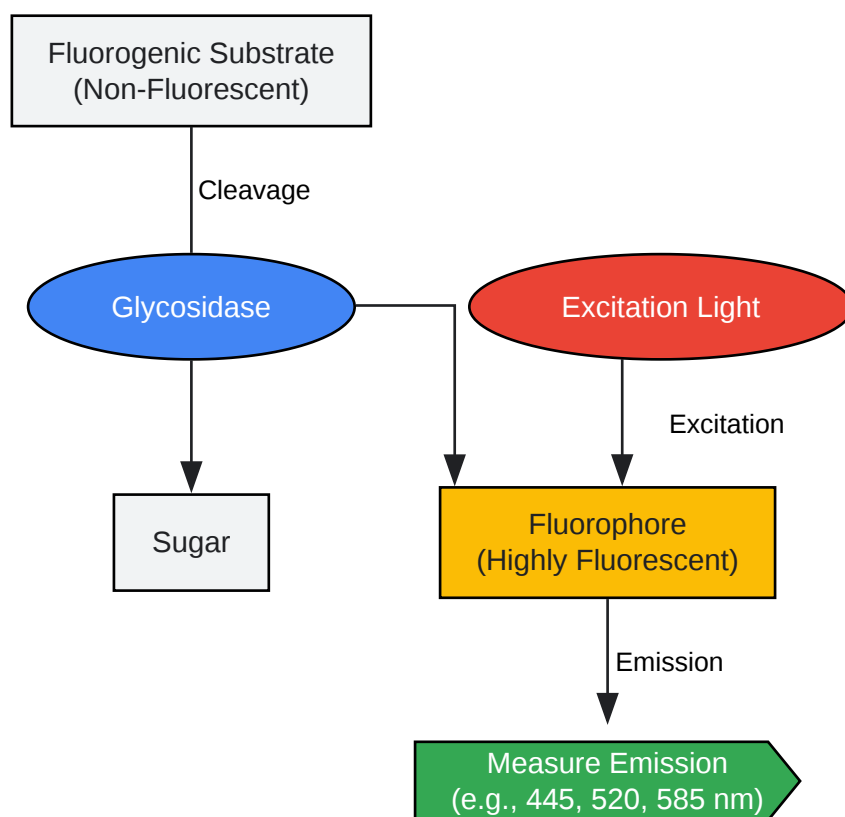 Fluorogenic Substrate
(Non-Fluorescent)
Cleavage
Glycosidase
Excitation Light
Excitation
Sugar
Fluorophore
(Highly Fluorescent)
Emission
Measure Emission
(e.g., 445, 520, 585 nm)